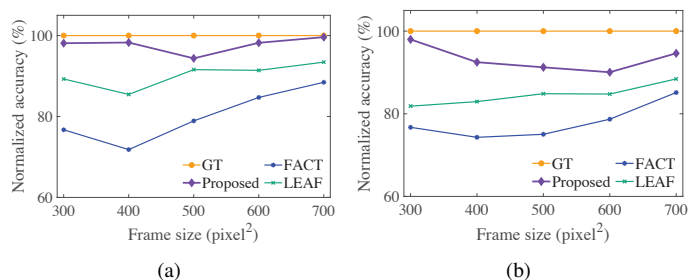 Normalized accuracy (%)
100
80
60
GT
FACT
Proposed
LEAF
300 400 500 600 700
Frame size (pixel²)
(a)
Normalized accuracy (%)
100
80
60
GT
FACT
Proposed
LEAF
300 400 500 600 700
Frame size (pixel²)
(b)